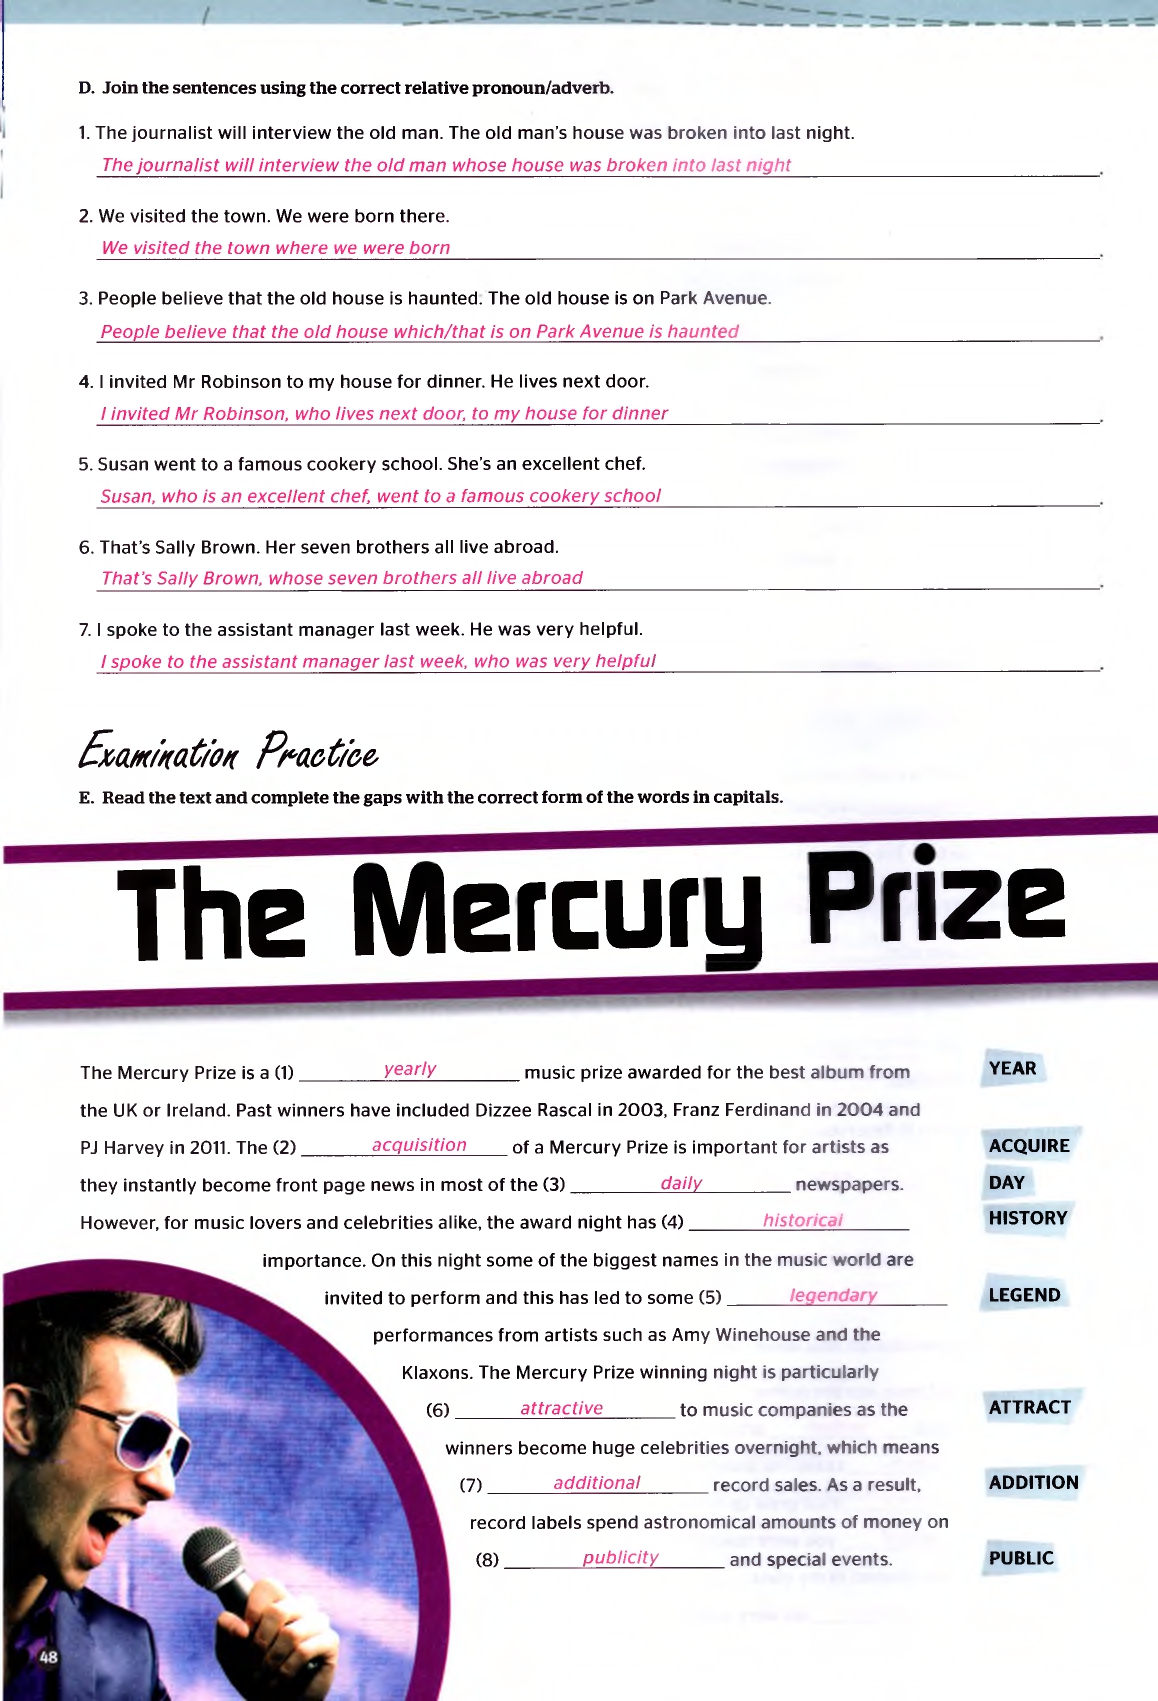 D. Join the sentences using the correct relative pronoun/adverb.
1. The journalist will interview the old man. The old man's house was broken into last night.
The journalist will interview the old man whose house was broken into last night.
2. We visited the town. We were born there.
We visited the town where we were born.
3. People believe that the old house is haunted. The old house is on Park Avenue.
People believe that the old house which/that is on Park Avenue is haunted.
4. I invited Mr Robinson to my house for dinner. He lives next door.
I invited Mr Robinson, who lives next door, to my house for dinner.
5. Susan went to a famous cookery school. She's an excellent chef.
Susan, who is an excellent chef, went to a famous cookery school.
6. That's Sally Brown. Her seven brothers all live abroad.
That's Sally Brown, whose seven brothers all live abroad.
7. I spoke to the assistant manager last week. He was very helpful.
I spoke to the assistant manager last week, who was very helpful.
Examination Practice
E. Read the text and complete the gaps with the correct form of the words in capitals.
The Mercury Prize
The Mercury Prize is a (1) yearly music prize awarded for the best album from YEAR
the UK or Ireland. Past winners have included Dizzee Rascal in 2003, Franz Ferdinand in 2004 and
PJ Harvey in 2011. The (2) acquisition of a Mercury Prize is important for artists as ACQUIRE
they instantly become front page news in most of the (3) daily newspapers. DAY
However, for music lovers and celebrities alike, the award night has (4) historical HISTORY
importance. On this night some of the biggest names in the music world are
invited to perform and this has led to some (5) legendary LEGEND
performances from artists such as Amy Winehouse and the
Klaxons. The Mercury Prize winning night is particularly
(6) attractive to music companies as the ATTRACT
winners become huge celebrities overnight, which means
(7) additional record sales. As a result, ADDITION
record labels spend astronomical amounts of money on
(8) publicity and special events. PUBLIC
48